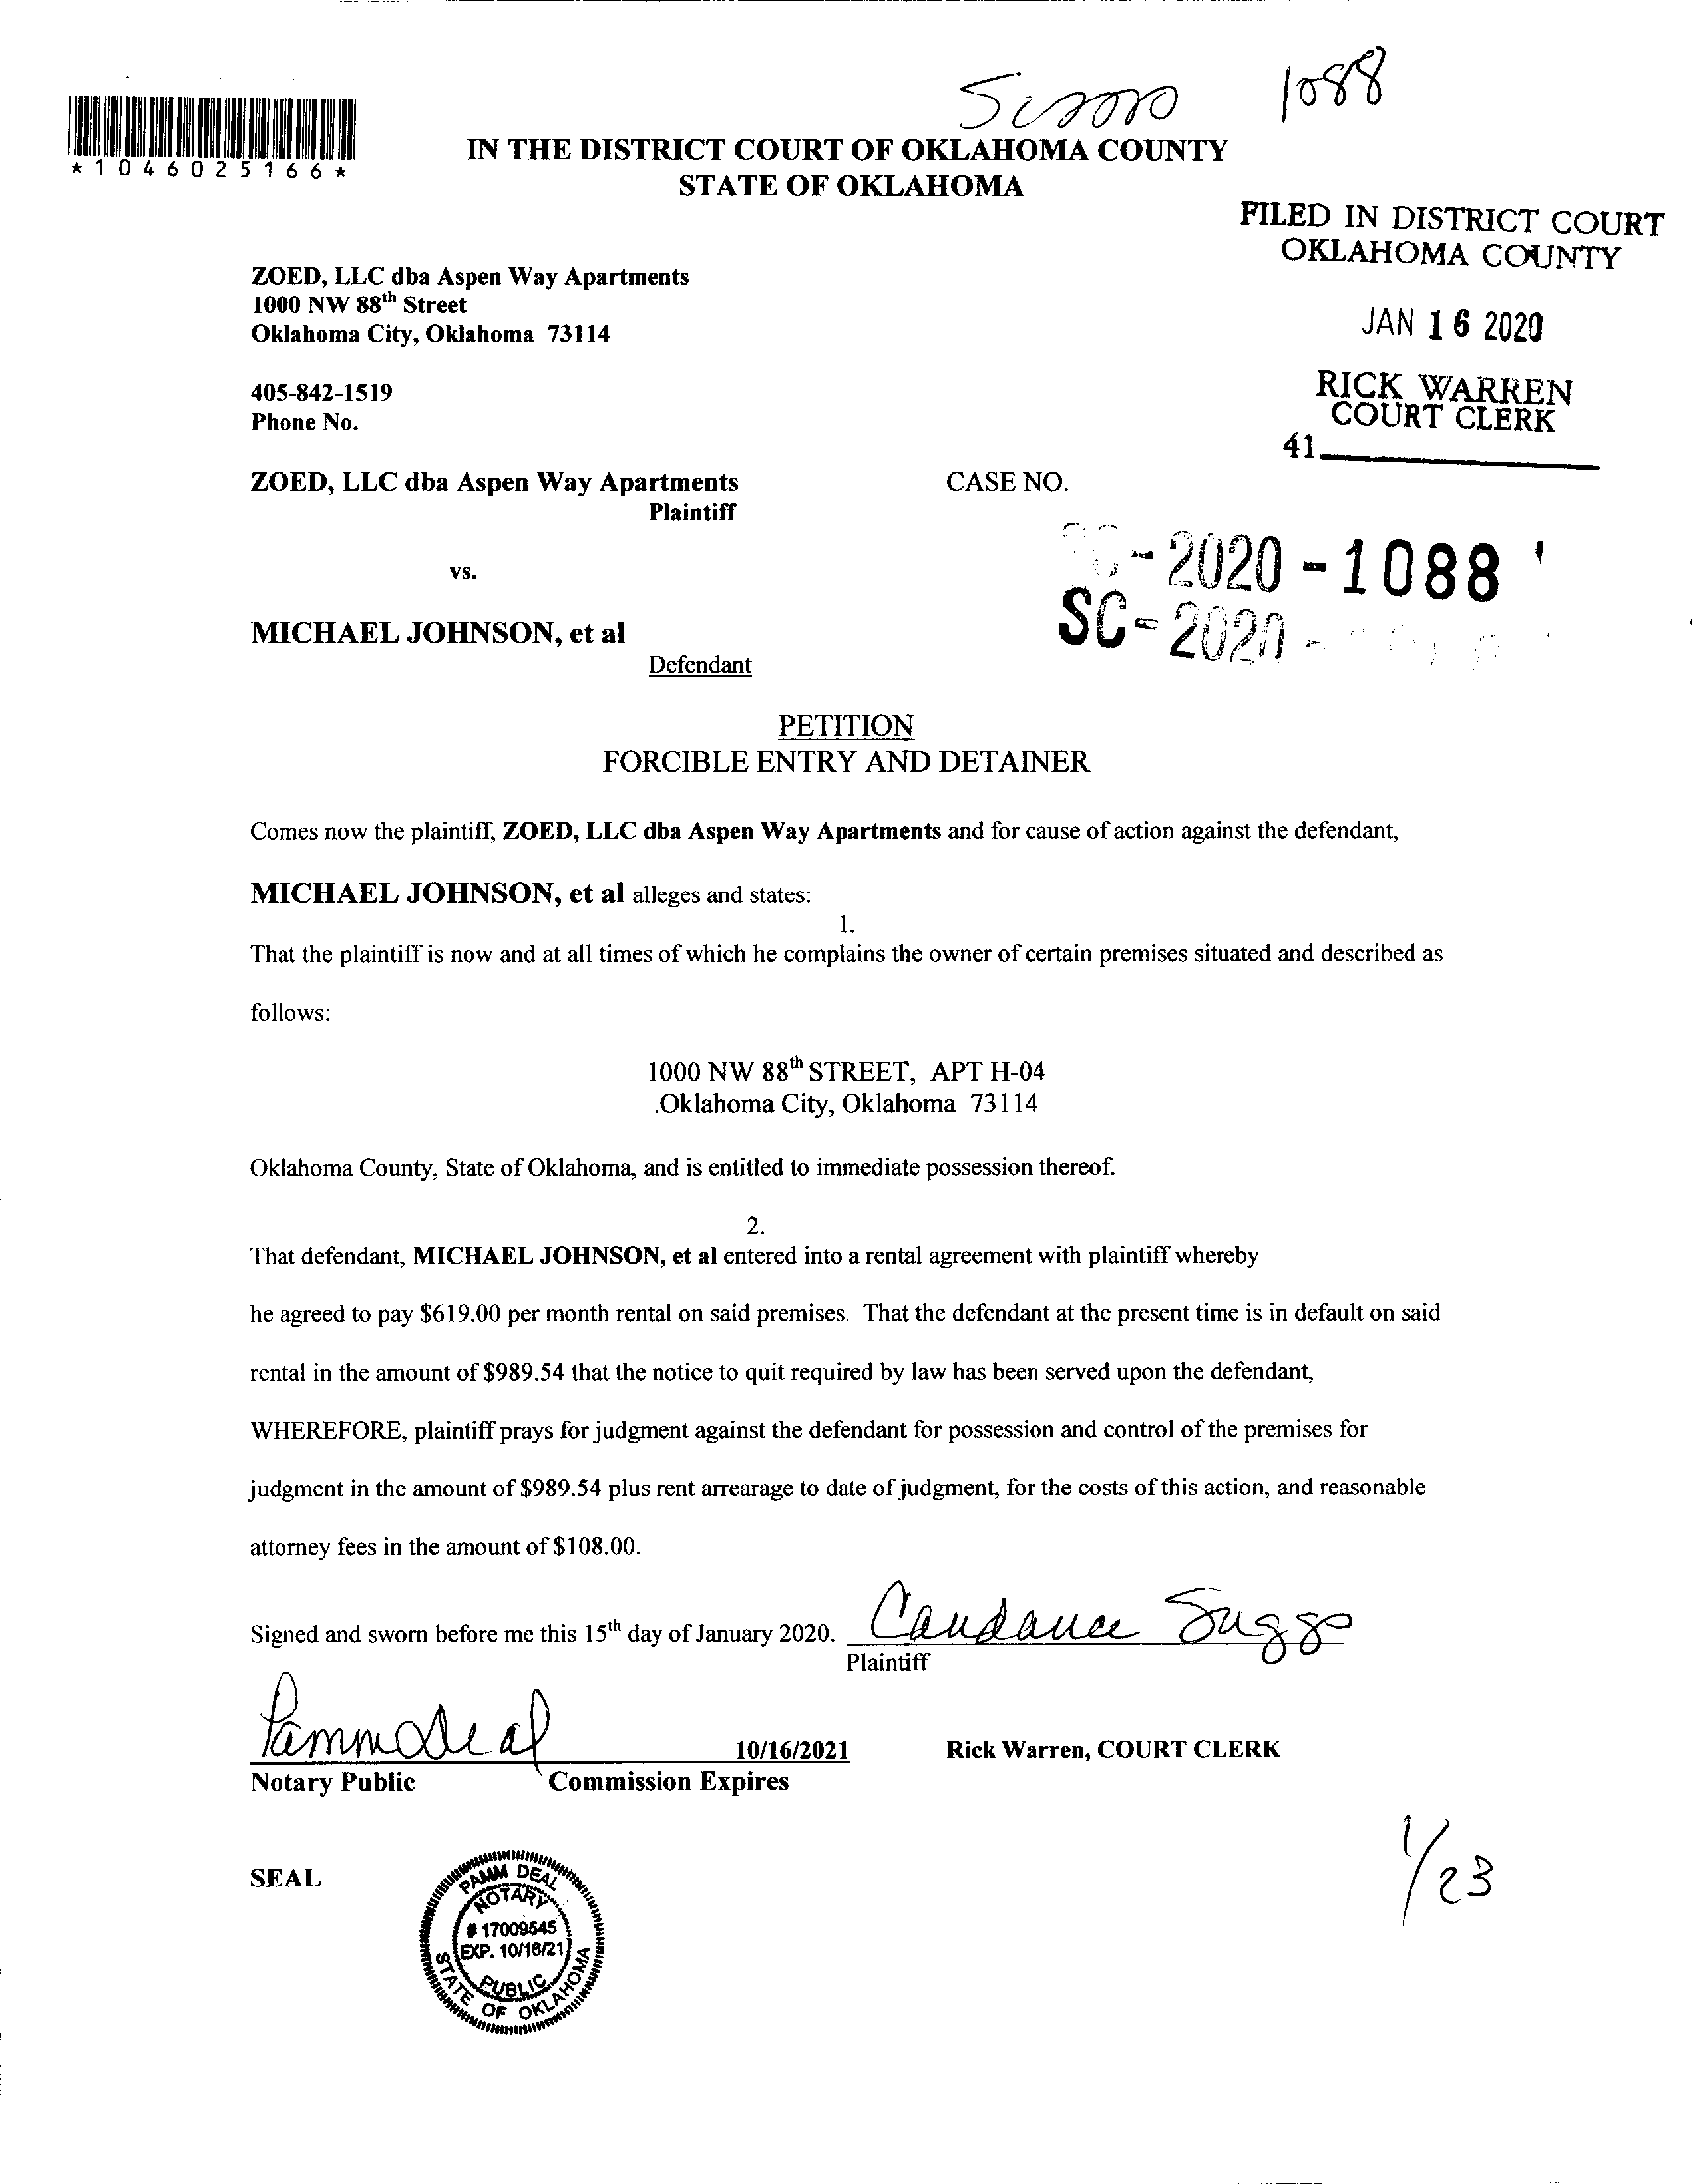 SC2020 1088
*1046025166*
IN THE DISTRICT COURT OF OKLAHOMA COUNTY
STATE OF OKLAHOMA
FILED IN DISTRICT COURT
OKLAHOMA COUNTY
JAN 16 2020
RICK WARREN
COURT CLERK
41
ZOED, LLC dba Aspen Way Apartments
1000 NW 88th Street
Oklahoma City, Oklahoma 73114
405-842-1519
Phone No.
ZOED, LLC dba Aspen Way Apartments CASE NO.
Plaintiff
-2020-1088
vs.
SC-2020-
MICHAEL JOHNSON, et al
Defendant
PETITION
FORCIBLE ENTRY AND DETAINER
Comes now the plaintiff, ZOED, LLC dba Aspen Way Apartments and for cause of action against the defendant,
MICHAEL JOHNSON, et al alleges and states:
1.
That the plaintiff is now and at all times of which he complains the owner of certain premises situated and described as
follows:
1000 NW 88th STREET, APT H-04
.Oklahoma City, Oklahoma 73114
Oklahoma County, State of Oklahoma, and is entitled to immediate possession thereof.
2.
That defendant, MICHAEL JOHNSON, et al entered into a rental agreement with plaintiff whereby
he agreed to pay $619.00 per month rental on said premises. That the defendant at the present time is in default on said
rental in the amount of $989.54 that the notice to quit required by law has been served upon the defendant,
WHEREFORE, plaintiff prays for judgment against the defendant for possession and control of the premises for
judgment in the amount of $989.54 plus rent arrearage to date of judgment, for the costs of this action, and reasonable
attorney fees in the amount of $108.00.
Signed and sworn before me this 15th day of January 2020. Candance Suggs
Plaintiff
Pamm Deal 10/16/2021 Rick Warren, COURT CLERK
Notary Public Commission Expires
1/23
SEAL
PAMM DEAL
NOTARY
# 17009545
EXP. 10/16/21
PUBLIC
STATE OF OKLAHOMA